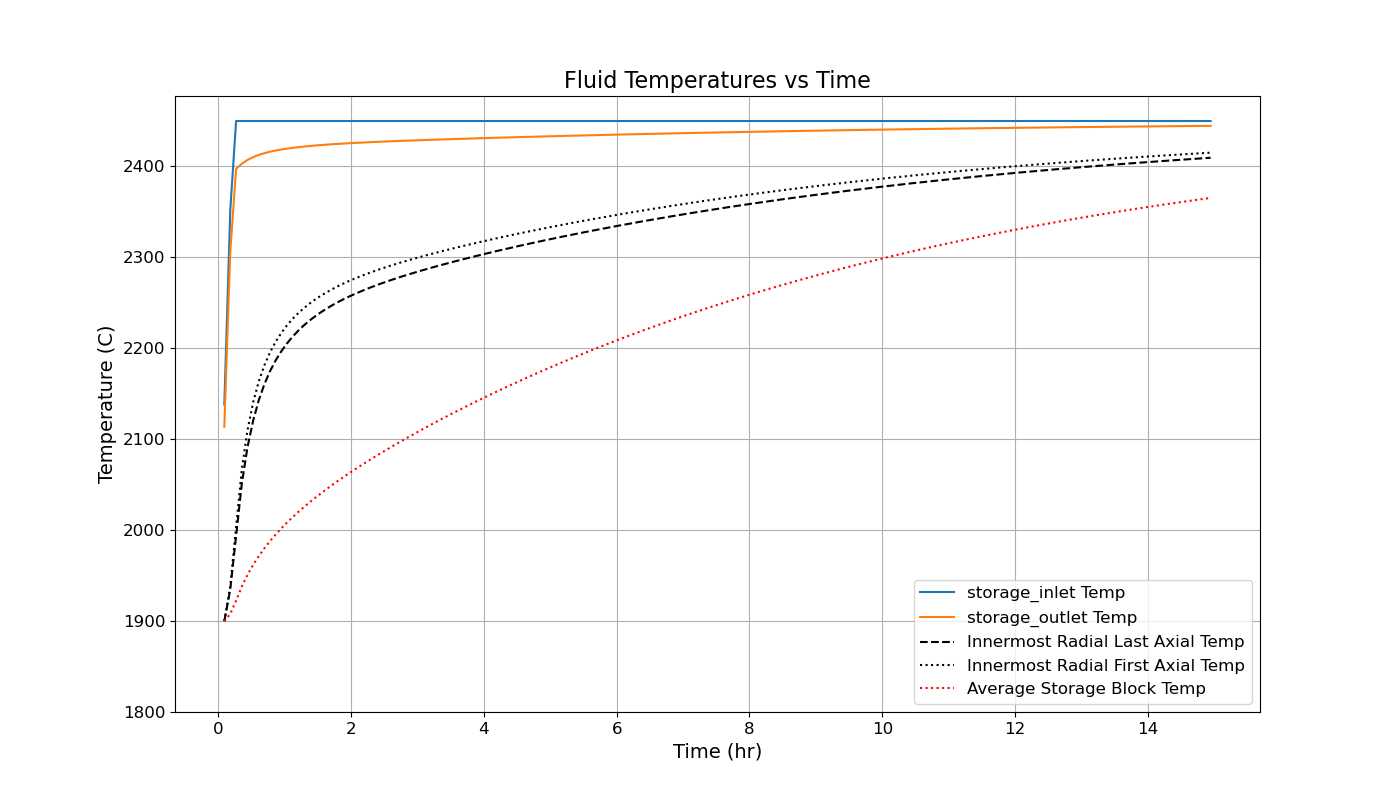 Fluid Temperatures vs Time
Temperature (C)
2400
2300
2200
2100
2000
1900
1800
storage_inlet Temp
storage_outlet Temp
Innermost Radial Last Axial Temp
Innermost Radial First Axial Temp
Average Storage Block Temp
0 2 4 6 8 10 12 14
Time (hr)